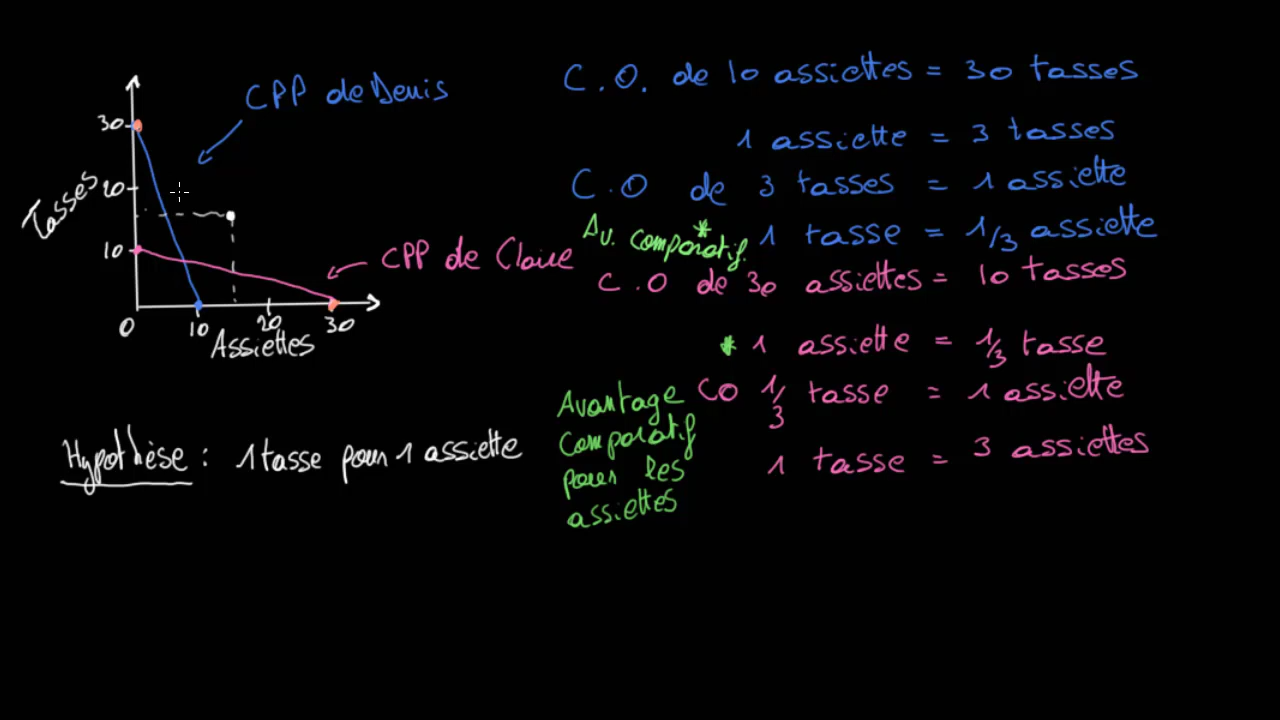 CPP de Denis
30
20
10
Tasses
0
10
20
30
Assiettes
CPP de Claire
Hypothèse : 1 tasse pour 1 assiette
C.O. de 10 assiettes = 30 tasses
1 assiette = 3 tasses
C.O de 3 tasses = 1 assiette
Av. comparatif * 1 tasse = 1/3 assiette
C.O de 30 assiettes = 10 tasses
* 1 assiette = 1/3 tasse
CO 1/3 tasse = 1 assiette
1 tasse = 3 assiettes
Avantage
comparatif
pour les
assiettes